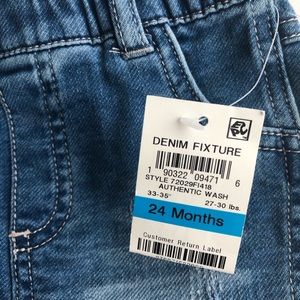 DENIM FIXTURE
1 90322 09471 6
STYLE 72029FI418
AUTHENTIC WASH
33-35" 27-30 lbs.
24 Months
Customer Return Label